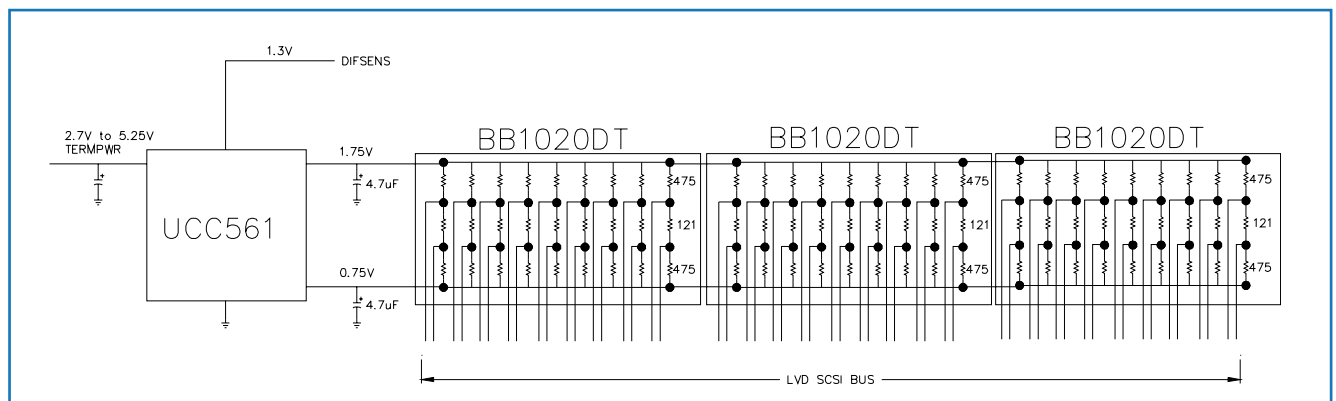 1.3V
DIFSENS
2.7V to 5.25V
TERMPWR
UCC561
1.75V
4.7uF
0.75V
4.7uF
BB1020DT
475
121
475
BB1020DT
475
121
475
BB1020DT
475
121
475
LVD SCSI BUS